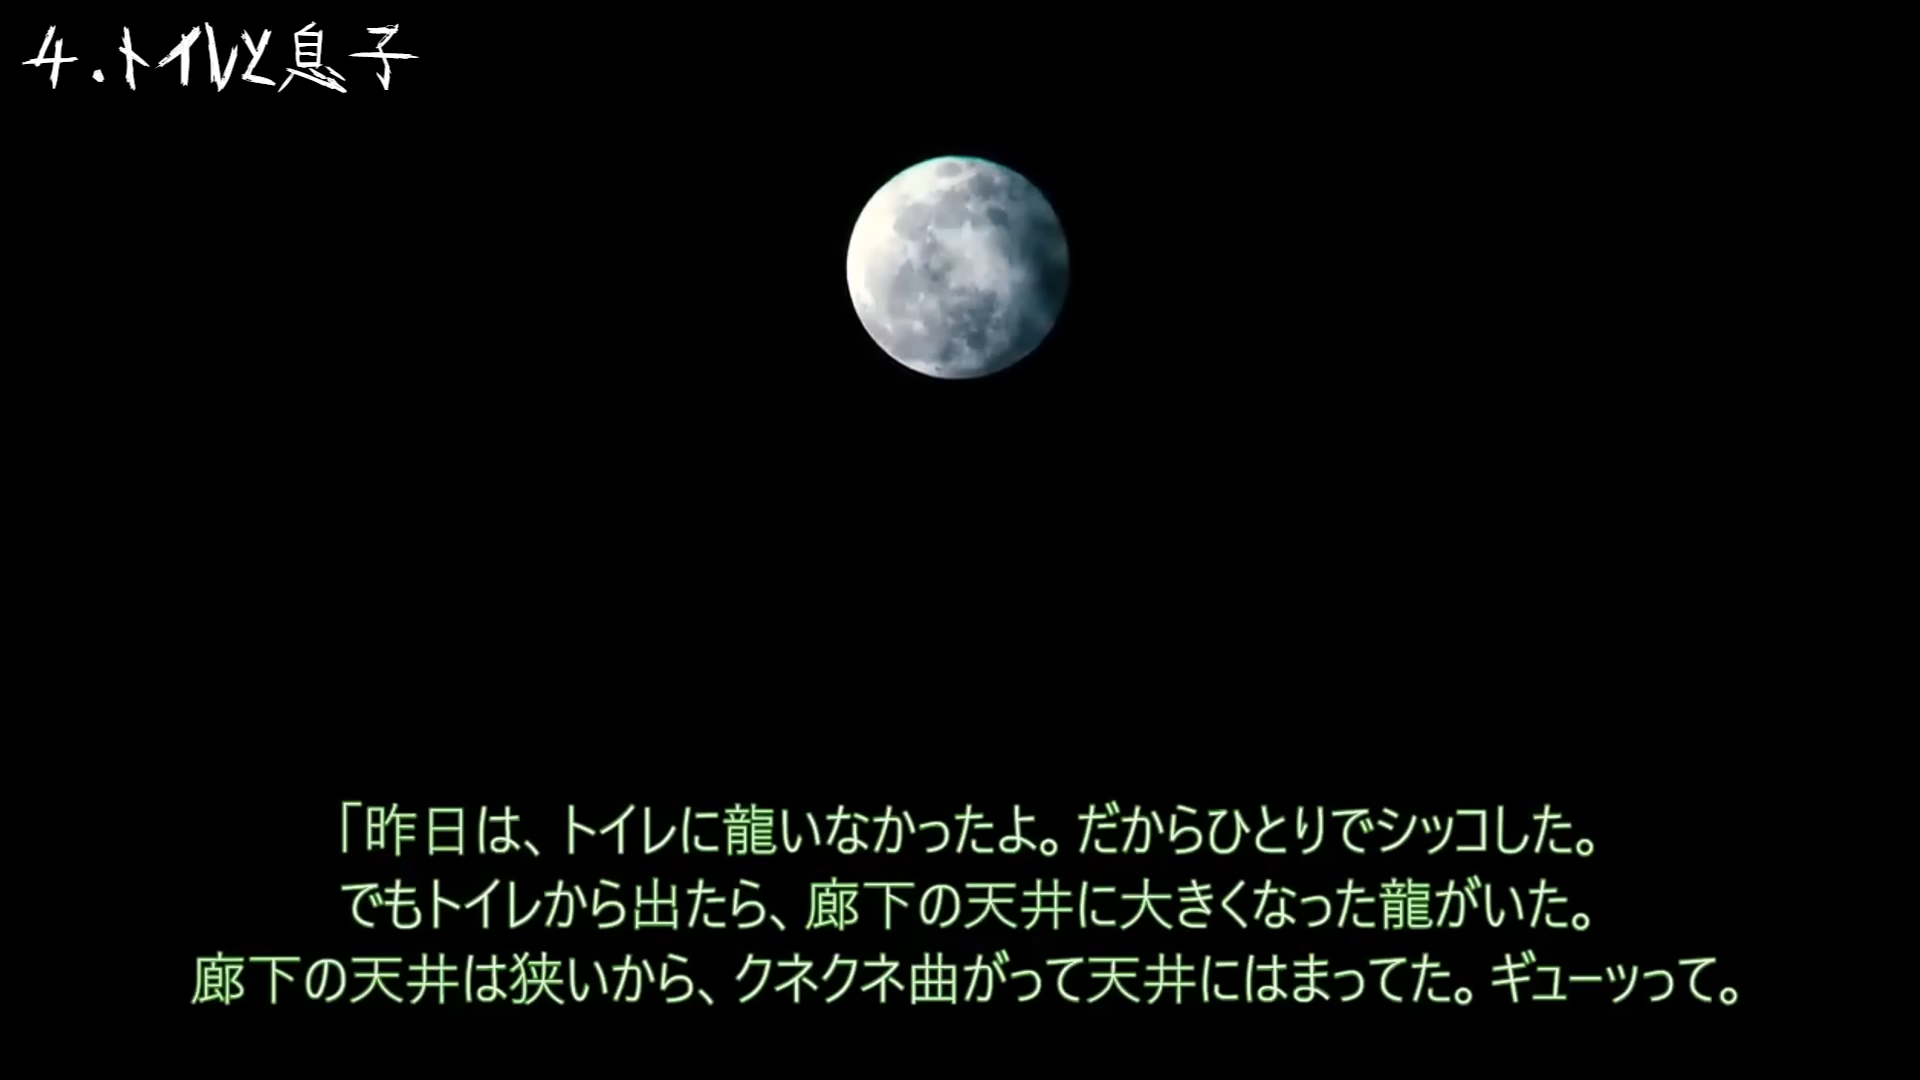 4.トイレと息子
「昨日は、トイレに龍いなかったよ。だからひとりでシッコした。
でもトイレから出たら、廊下の天井に大きくなった龍がいた。
廊下の天井は狭いから、クネクネ曲がって天井にはまってた。ギューッって。